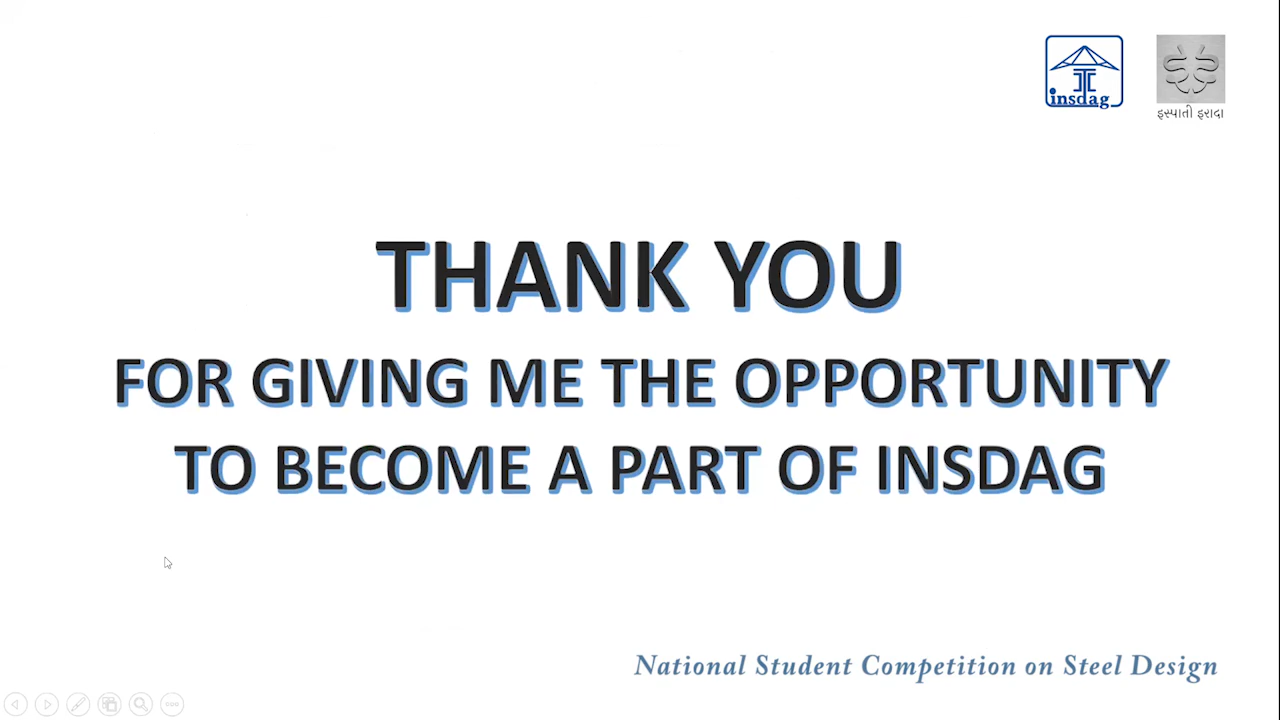 insdag
इस्पाती इरादा
THANK YOU
FOR GIVING ME THE OPPORTUNITY
TO BECOME A PART OF INSDAG
National Student Competition on Steel Design